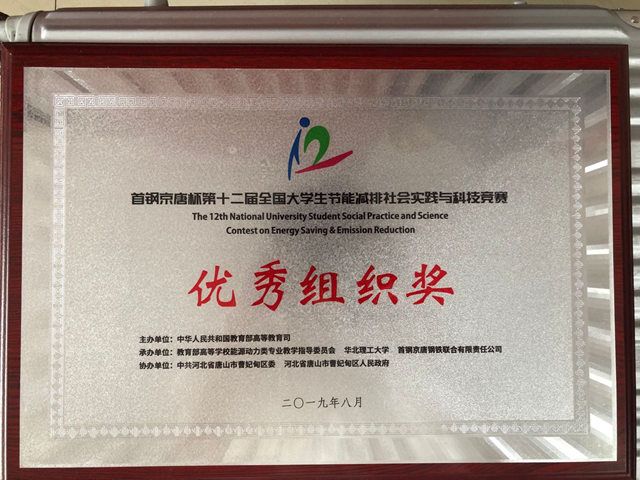 首钢京唐杯第十二届全国大学生节能减排社会实践与科技竞赛
The 12th National University Student Social Practice and Science
Contest on Energy Saving & Emission Reduction
优秀组织奖
主办单位：中华人民共和国教育部高等教育司
承办单位：教育部高等学校能源动力类专业教学指导委员会 华北理工大学 首钢京唐钢铁联合有限责任公司
协办单位：中共河北省唐山市曹妃甸区委 河北省唐山市曹妃甸区人民政府
二〇一九年八月